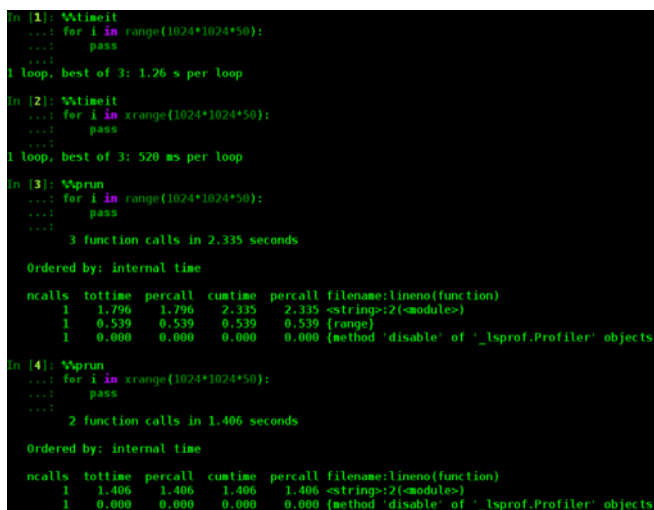 In [1]: %%timeit
...: for i in range(1024*1024*50):
...: pass
...:
1 loop, best of 3: 1.26 s per loop
In [2]: %%timeit
...: for i in xrange(1024*1024*50):
...: pass
...:
1 loop, best of 3: 520 ms per loop
In [3]: %%prun
...: for i in range(1024*1024*50):
...: pass
...:
3 function calls in 2.335 seconds
Ordered by: internal time
ncalls tottime percall cumtime percall filename:lineno(function)
1 1.796 1.796 2.335 2.335 <string>:2(<module>)
1 0.539 0.539 0.539 0.539 {range}
1 0.000 0.000 0.000 0.000 {method 'disable' of '_lsprof.Profiler' objects
In [4]: %%prun
...: for i in xrange(1024*1024*50):
...: pass
...:
2 function calls in 1.406 seconds
Ordered by: internal time
ncalls tottime percall cumtime percall filename:lineno(function)
1 1.406 1.406 1.406 1.406 <string>:2(<module>)
1 0.000 0.000 0.000 0.000 {method 'disable' of '_lsprof.Profiler' objects